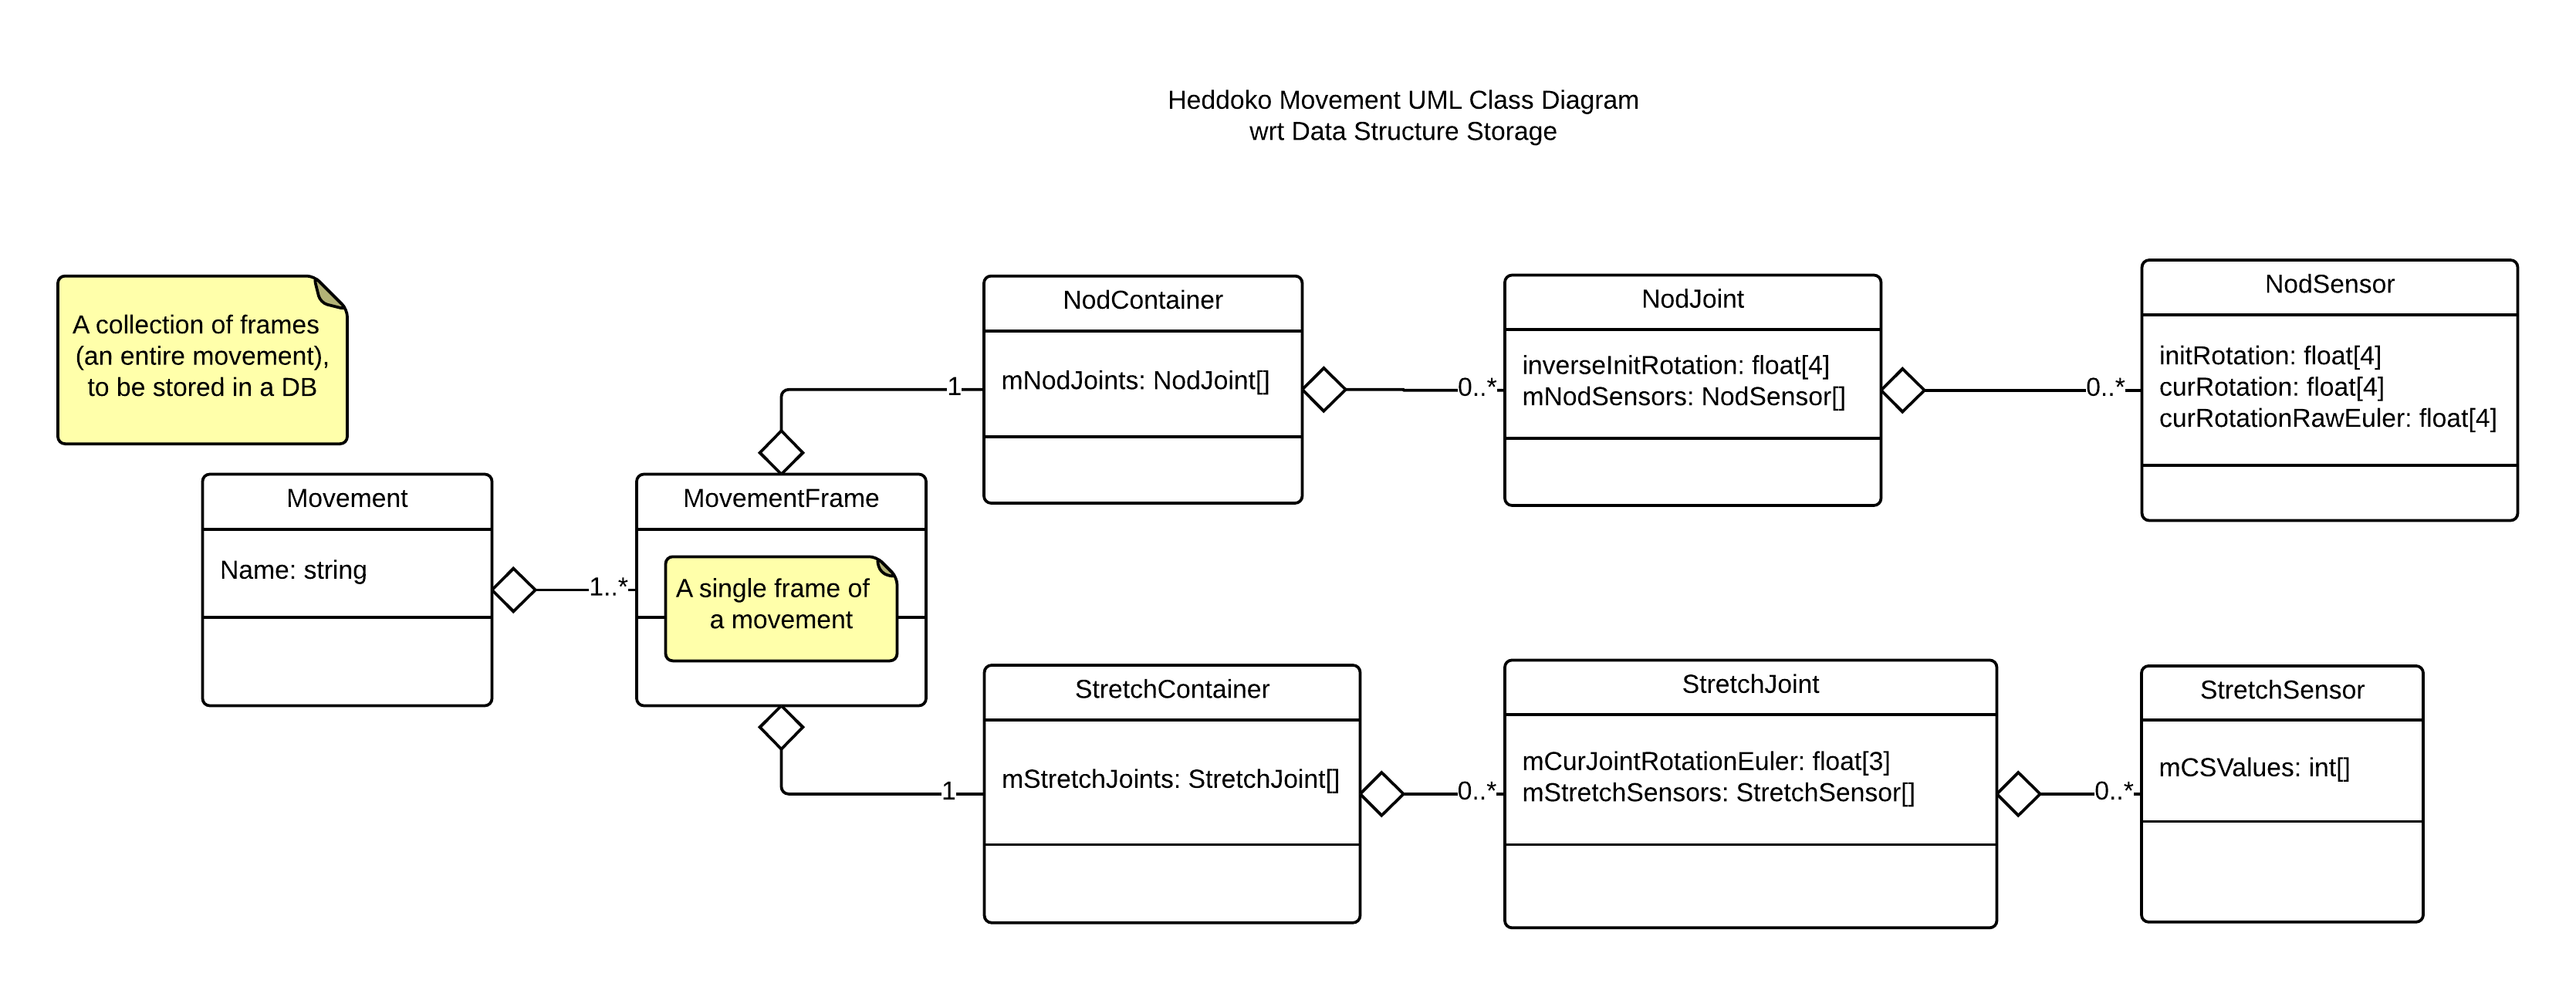 Heddoko Movement UML Class Diagram
wrt Data Structure Storage
A collection of frames
(an entire movement),
to be stored in a DB
Movement
Name: string
1..*
MovementFrame
A single frame of
a movement
1
NodContainer
mNodJoints: NodJoint[]
0..*
NodJoint
inverseInitRotation: float[4]
mNodSensors: NodSensor[]
0..*
NodSensor
initRotation: float[4]
curRotation: float[4]
curRotationRawEuler: float[4]
1
StretchContainer
mStretchJoints: StretchJoint[]
0..*
StretchJoint
mCurJointRotationEuler: float[3]
mStretchSensors: StretchSensor[]
0..*
StretchSensor
mCSValues: int[]